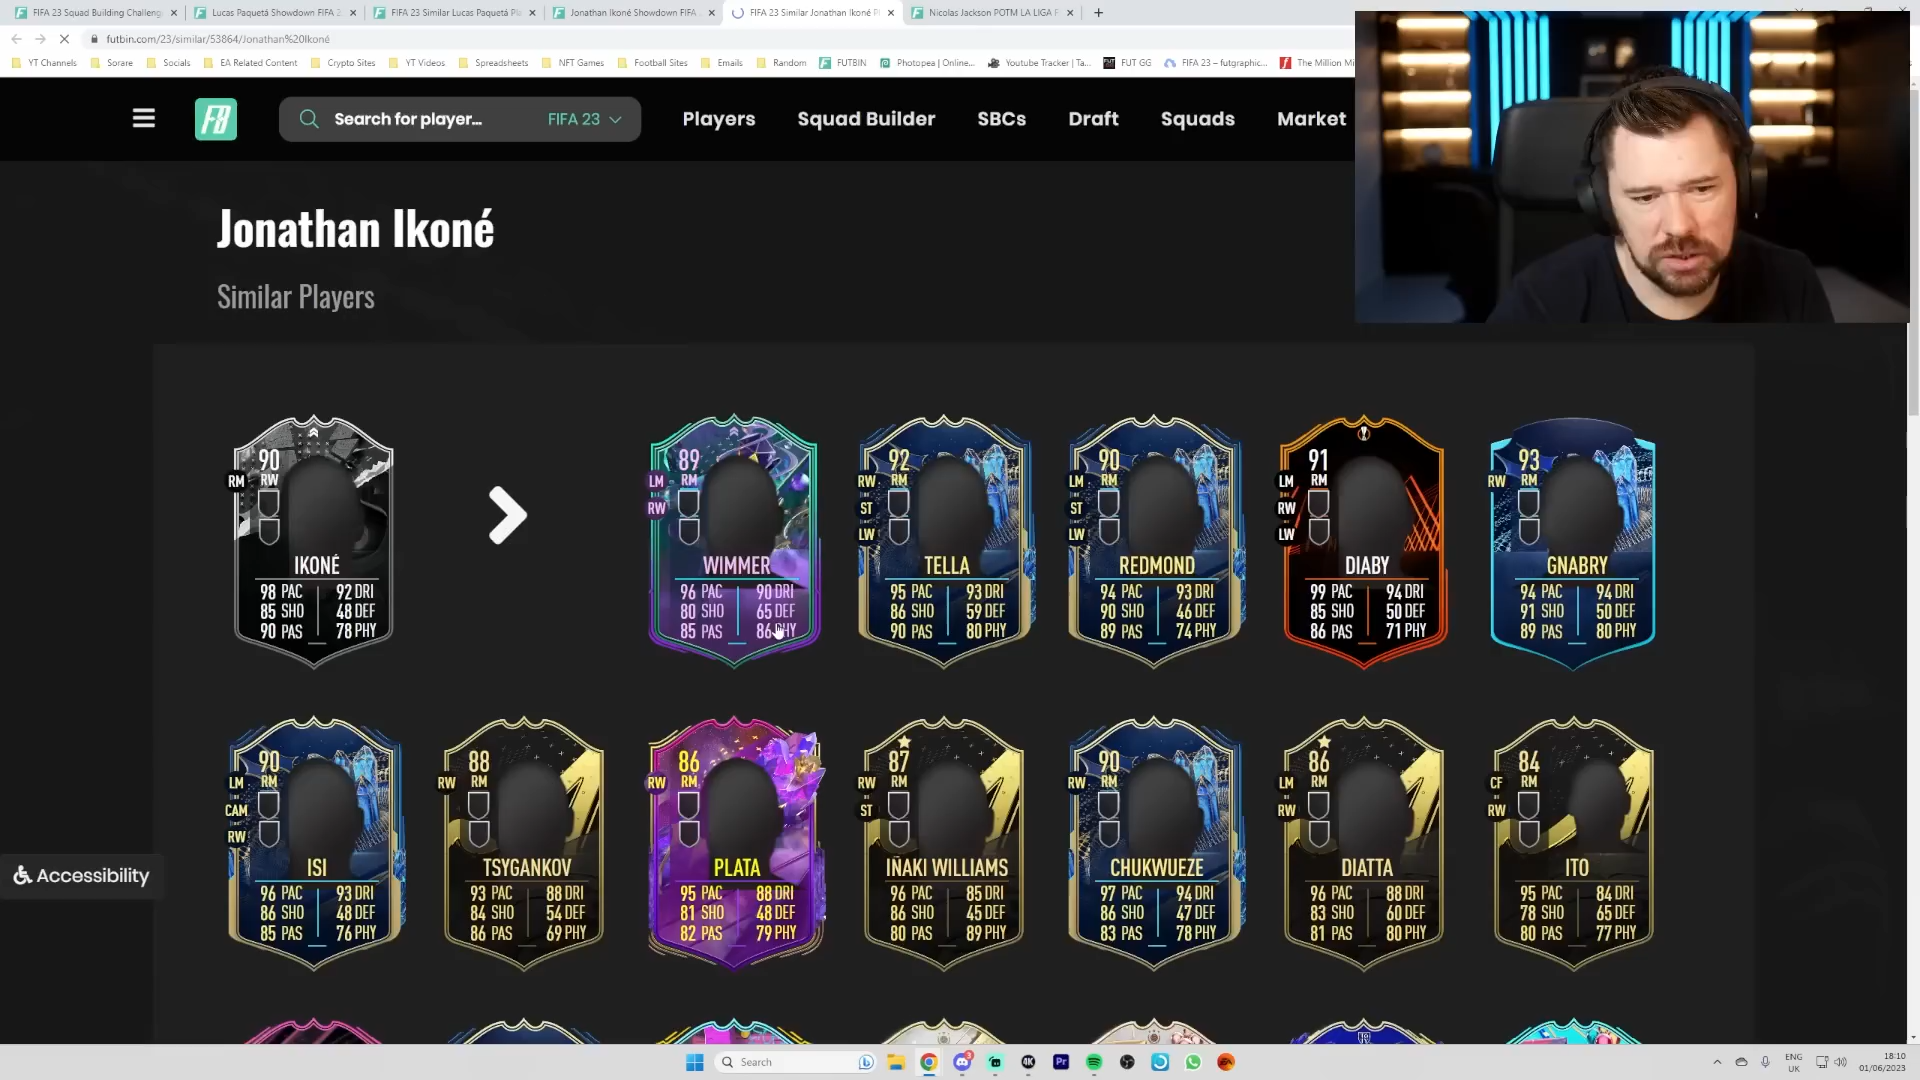 FIFA 23 Squad Building Challeng
Lucas Paquetá Showdown FIFA 2
FIFA 23 Similar Lucas Paquetá Pl
Jonathan Ikoné Showdown FIFA
FIFA 23 Similar Jonathan Ikoné P
Nicolas Jackson POTM LA LIGA F
futbin.com/23/similar/53864/Jonathan%20Ikoné
YT Channels Sorare Socials EA Related Content Crypto Sites YT Videos Spreadsheets NFT Games Football Sites Emails Random FUTBIN Photopea | Online... Youtube Tracker | Ta... FUT GG FIFA 23 – futgraphic... The Million Mi
Search for player... FIFA 23 Players Squad Builder SBCs Draft Squads Market
Jonathan Ikoné
Similar Players
90
RM RW
IKONÉ
98 PAC 92 DRI
85 SHO 48 DEF
90 PAS 78 PHY
89
LM RM
RW
WIMMER
96 PAC 90 DRI
80 SHO 65 DEF
85 PAS 86 PHY
92
RW RM
ST
LW
TELLA
95 PAC 93 DRI
86 SHO 59 DEF
90 PAS 80 PHY
90
LM RM
ST
LW
REDMOND
94 PAC 93 DRI
90 SHO 46 DEF
89 PAS 74 PHY
91
LM RM
RW
LW
DIABY
99 PAC 94 DRI
85 SHO 50 DEF
86 PAS 71 PHY
93
RW RM
GNABRY
94 PAC 94 DRI
91 SHO 50 DEF
89 PAS 80 PHY
90
LM RM
CAM
RW
ISI
96 PAC 93 DRI
86 SHO 48 DEF
85 PAS 76 PHY
88
RW RM
TSYGANKOV
93 PAC 88 DRI
84 SHO 54 DEF
86 PAS 69 PHY
86
RW RM
PLATA
95 PAC 88 DRI
81 SHO 48 DEF
82 PAS 79 PHY
87
RW RM
ST
IÑAKI WILLIAMS
96 PAC 85 DRI
86 SHO 45 DEF
80 PAS 89 PHY
90
RW RM
CHUKWUEZE
97 PAC 94 DRI
86 SHO 47 DEF
83 PAS 78 PHY
86
LM RM
RW
DIATTA
96 PAC 88 DRI
83 SHO 60 DEF
81 PAS 80 PHY
84
CF RM
RW
ITO
95 PAC 84 DRI
78 SHO 65 DEF
80 PAS 77 PHY
Accessibility
Search
3
4K
Pr
EA
ENG
UK
18:10
01/06/2023